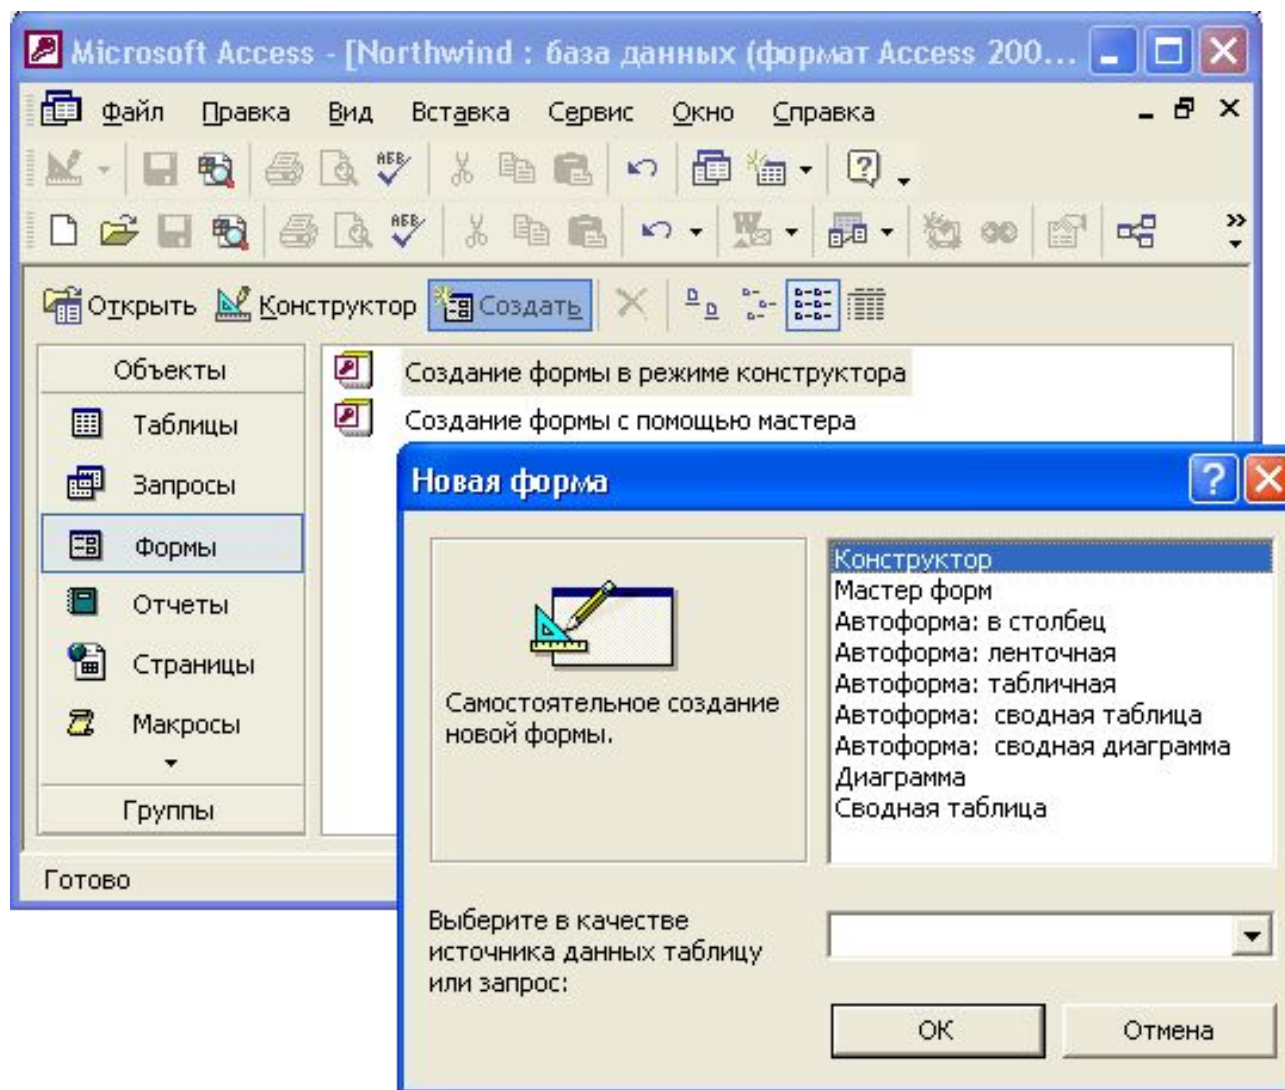 Microsoft Access - [Northwind : база данных (формат Access 200...
Файл Правка Вид Вставка Сервис Окно Справка
Открыть Конструктор Создать
Объекты
Таблицы
Запросы
Формы
Отчеты
Страницы
Макросы
Группы
Создание формы в режиме конструктора
Создание формы с помощью мастера
Готово
Новая форма
Самостоятельное создание
новой формы.
Конструктор
Мастер форм
Автоформа: в столбец
Автоформа: ленточная
Автоформа: табличная
Автоформа: сводная таблица
Автоформа: сводная диаграмма
Диаграмма
Сводная таблица
Выберите в качестве
источника данных таблицу
или запрос:
ОК Отмена